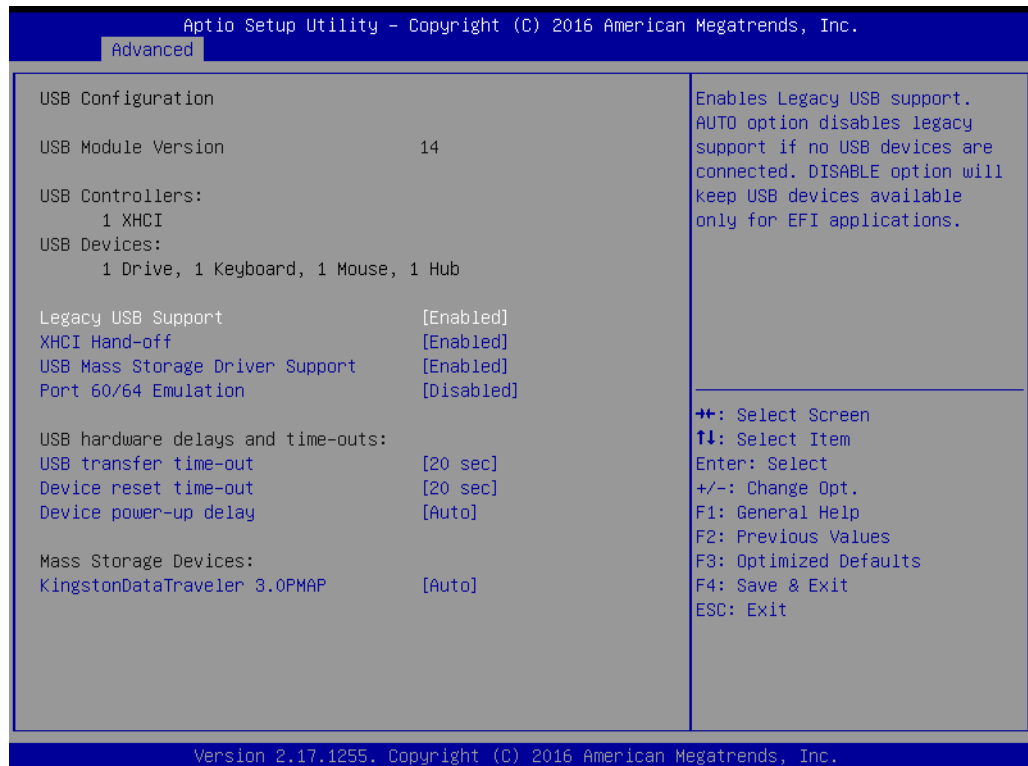 Aptio Setup Utility – Copyright (C) 2016 American Megatrends, Inc.
Advanced
USB Configuration
USB Module Version 14
USB Controllers:
1 XHCI
USB Devices:
1 Drive, 1 Keyboard, 1 Mouse, 1 Hub
Legacy USB Support [Enabled]
XHCI Hand-off [Enabled]
USB Mass Storage Driver Support [Enabled]
Port 60/64 Emulation [Disabled]
USB hardware delays and time-outs:
USB transfer time-out [20 sec]
Device reset time-out [20 sec]
Device power-up delay [Auto]
Mass Storage Devices:
KingstonDataTraveler 3.0PMAP [Auto]
Enables Legacy USB support.
AUTO option disables legacy
support if no USB devices are
connected. DISABLE option will
keep USB devices available
only for EFI applications.
→←: Select Screen
↑↓: Select Item
Enter: Select
+/-: Change Opt.
F1: General Help
F2: Previous Values
F3: Optimized Defaults
F4: Save & Exit
ESC: Exit
Version 2.17.1255. Copyright (C) 2016 American Megatrends, Inc.